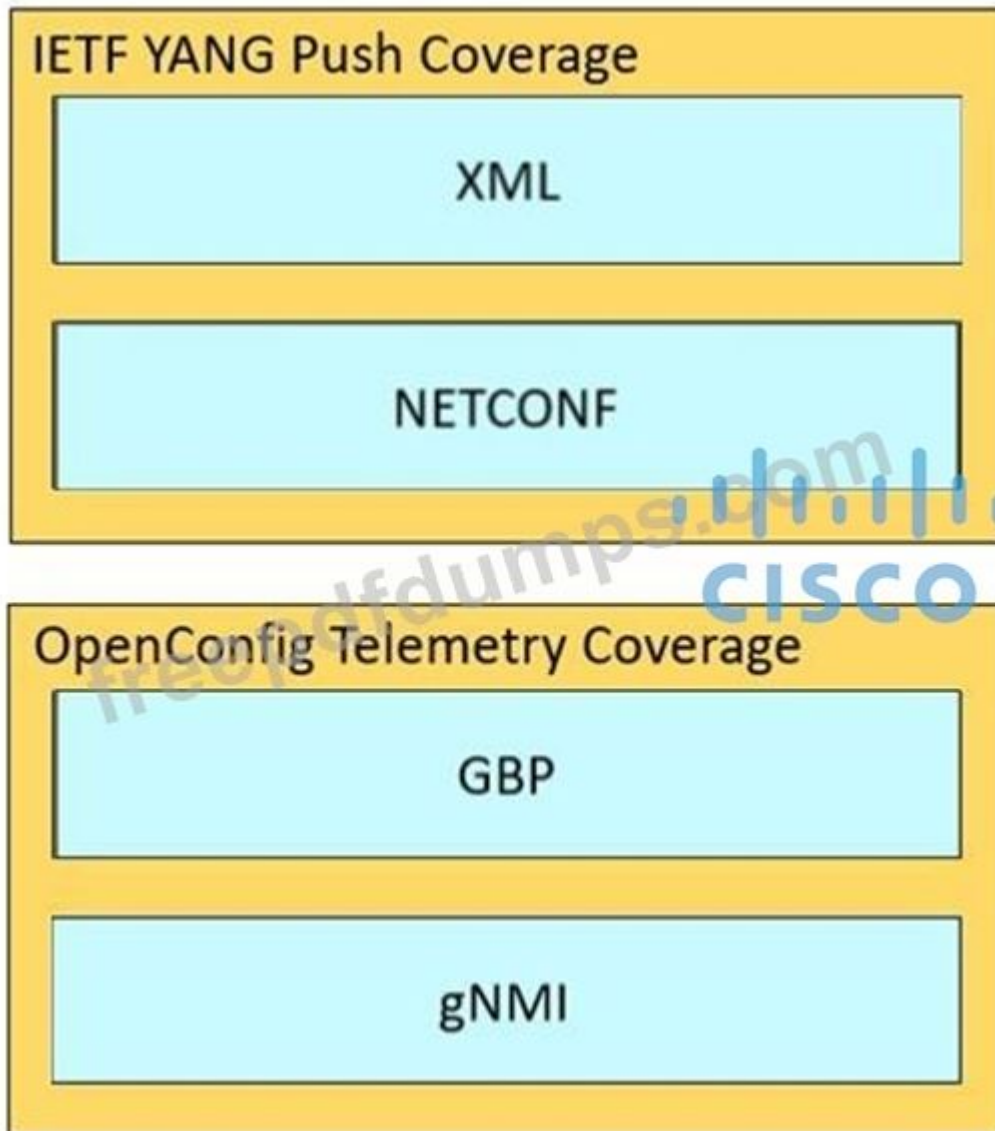 IETF YANG Push Coverage
XML
NETCONF
freepdfdumps.com
CISCO
OpenConfig Telemetry Coverage
GBP
gNMI